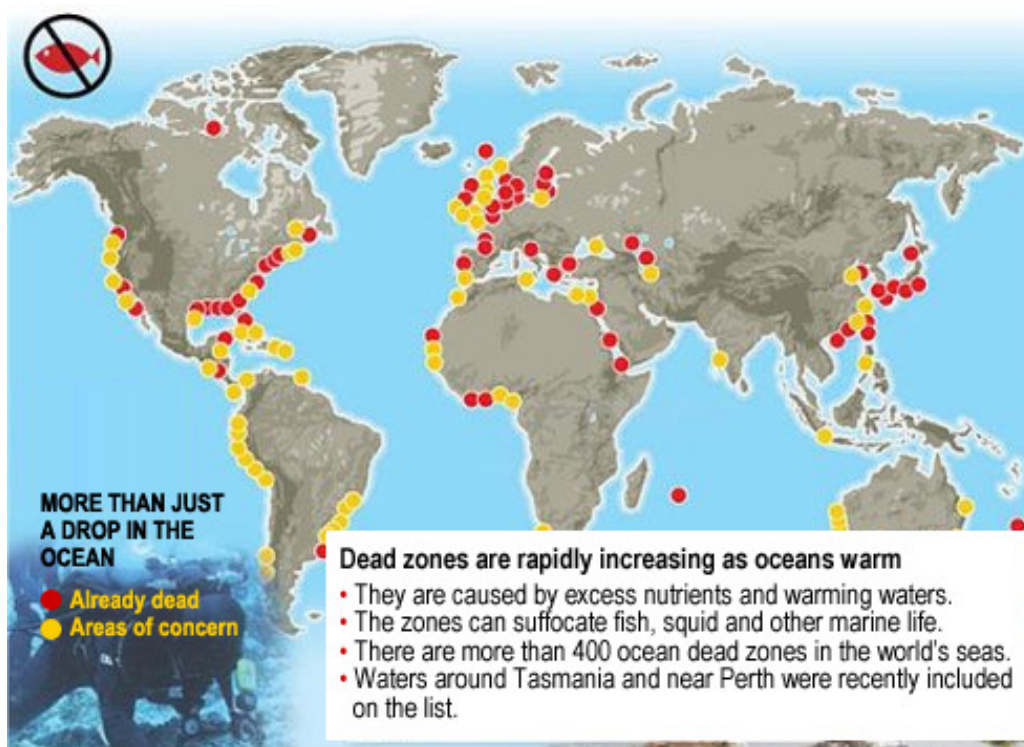 MORE THAN JUST
A DROP IN THE
OCEAN
Already dead
Areas of concern
Dead zones are rapidly increasing as oceans warm
• They are caused by excess nutrients and warming waters.
• The zones can suffocate fish, squid and other marine life.
• There are more than 400 ocean dead zones in the world's seas.
• Waters around Tasmania and near Perth were recently included
on the list.